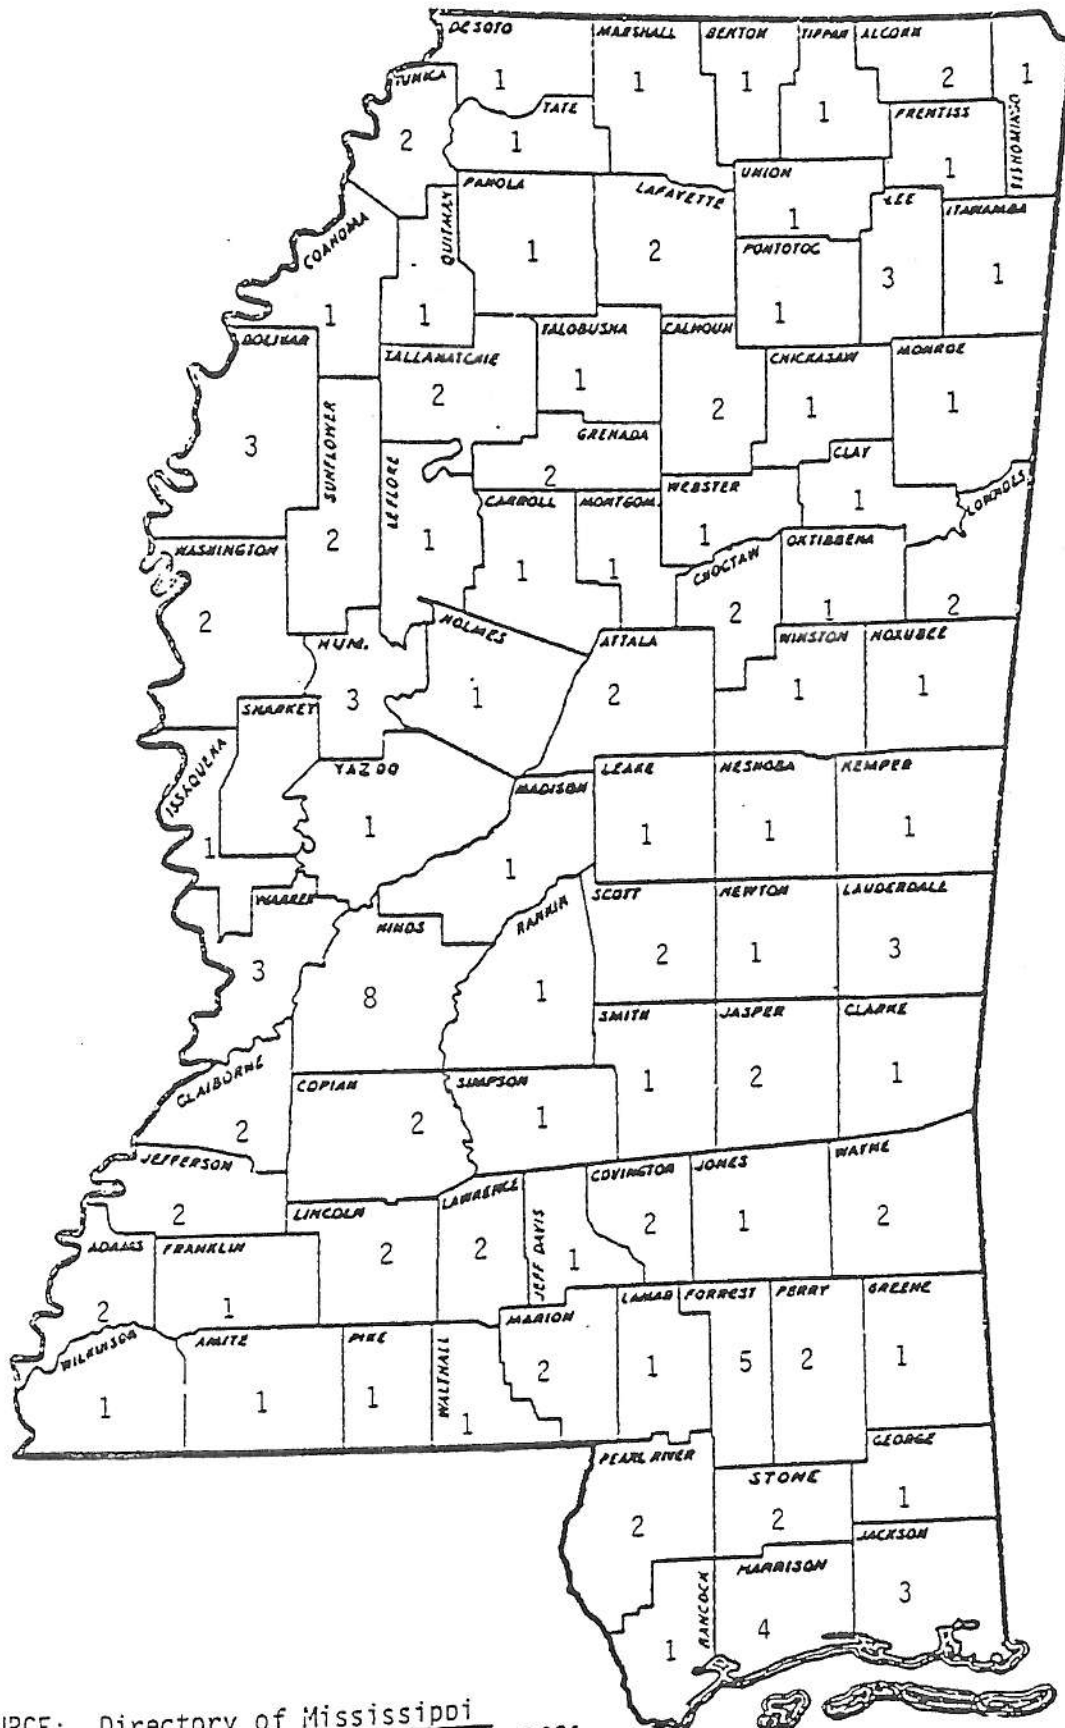 DE SOTO
MARSHALL
BENTON
TIPPAH
ALCORN
TUNICA
1
1
1
2
1
TISHOMINGO
TATE
1
PRENTISS
2
1
1
PANOLA
LAFAYETTE
UNION
1
LEE
ITAWAMBA
QUITMAN
COAHOMA
1
2
1
PONTOTOC
3
1
1
1
1
BOLIVAR
TALLAHATCHIE
YALOBUSHA
CALHOUN
CHICKASAW
MONROE
2
1
2
1
1
3
SUNFLOWER
GRENADA
2
CLAY
LEFLORE
CARROLL
MONTGOM.
WEBSTER
1
LOWNDES
WASHINGTON
2
1
1
1
1
CHOCTAW
OKTIBBEHA
2
2
1
2
HUM.
HOLMES
ATTALA
WINSTON
NOXUBEE
3
1
2
1
1
SHARKEY
ISSAQUENA
YAZOO
MADISON
LEAKE
NESHOBA
KEMPER
1
1
1
1
1
1
WARREN
HINDS
RANKIN
SCOTT
NEWTON
LAUDERDALE
3
8
1
2
1
3
SMITH
JASPER
CLARKE
CLAIBORNE
COPIAH
SIMPSON
1
2
1
2
2
1
JEFFERSON
LAWRENCE
COVINGTON
JONES
WAYNE
2
LINCOLN
2
2
JEFF DAVIS
1
2
1
2
ADAMS
FRANKLIN
2
1
MARION
LAMAR
FORREST
PERRY
GREENE
WILKINSON
AMITE
PIKE
WALTHALL
1
1
1
1
2
1
5
2
1
PEARL RIVER
STONE
GEORGE
2
2
1
HANCOCK
HARRISON
JACKSON
1
4
3
Directory of Mississippi